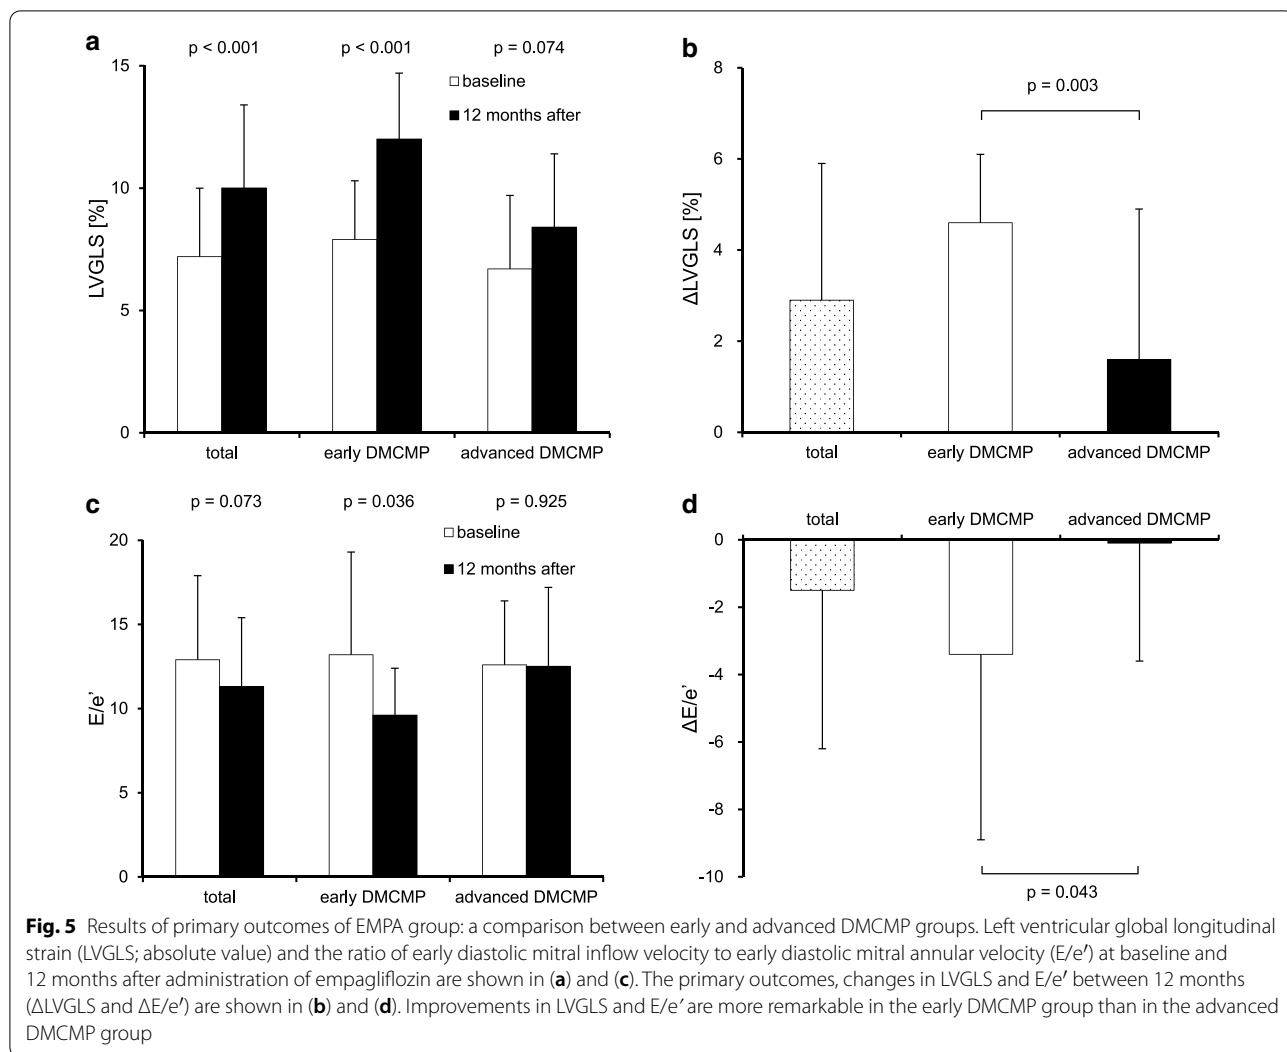 a
p < 0.001
p < 0.001
p = 0.074
15
10
5
0
LVGLS [%]
baseline
12 months after
total
early DMCMP
advanced DMCMP
b
8
6
4
2
0
ΔLVGLS [%]
p = 0.003
total
early DMCMP
advanced DMCMP
c
p = 0.073
p = 0.036
p = 0.925
20
15
10
5
0
E/e’
baseline
12 months after
total
early DMCMP
advanced DMCMP
d
total
early DMCMP
advanced DMCMP
0
-2
-4
-6
-8
-10
ΔE/e’
p = 0.043
Fig. 5 Results of primary outcomes of EMPA group: a comparison between early and advanced DMCMP groups. Left ventricular global longitudinal
strain (LVGLS; absolute value) and the ratio of early diastolic mitral inflow velocity to early diastolic mitral annular velocity (E/e′) at baseline and
12 months after administration of empagliflozin are shown in (a) and (c). The primary outcomes, changes in LVGLS and E/e′ between 12 months
(ΔLVGLS and ΔE/e′) are shown in (b) and (d). Improvements in LVGLS and E/e′ are more remarkable in the early DMCMP group than in the advanced
DMCMP group